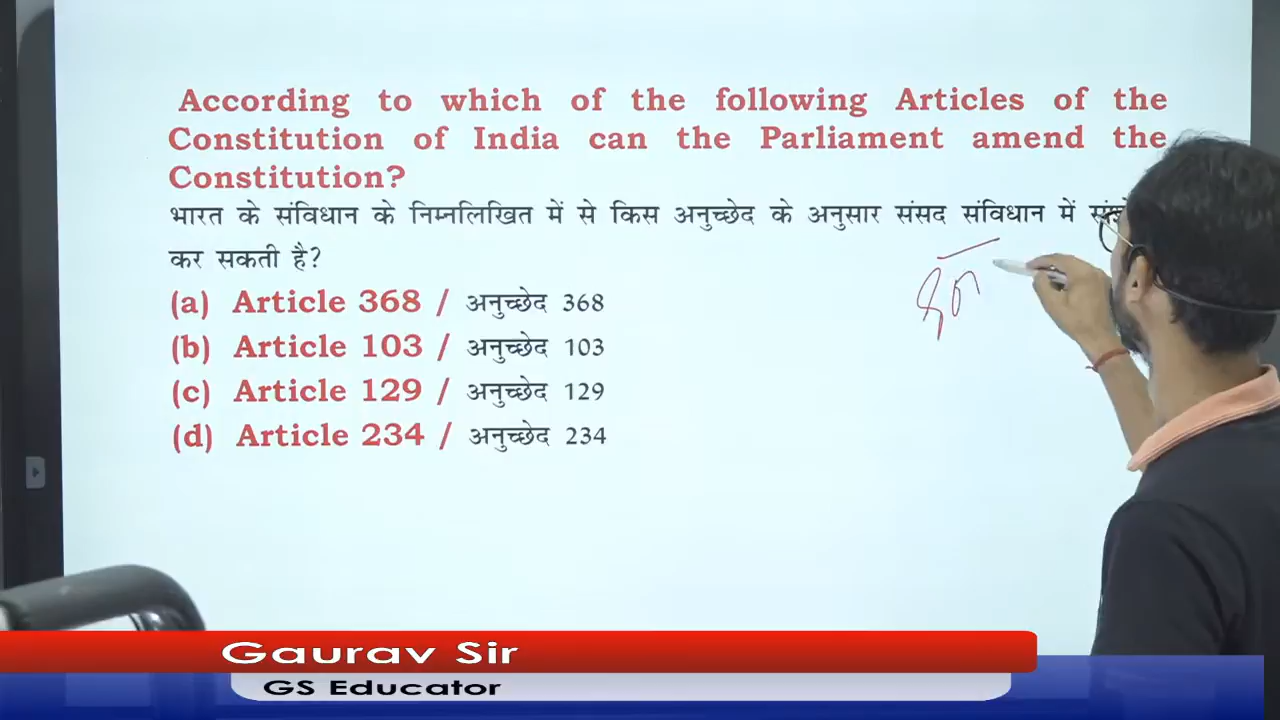 According to which of the following Articles of the
Constitution of India can the Parliament amend the
Constitution?
भारत के संविधान के निम्नलिखित में से किस अनुच्छेद के अनुसार संसद संविधान में
कर सकती है?
(a) Article 368 / अनुच्छेद 368
(b) Article 103 / अनुच्छेद 103
(c) Article 129 / अनुच्छेद 129
(d) Article 234 / अनुच्छेद 234
Gaurav Sir
GS Educator